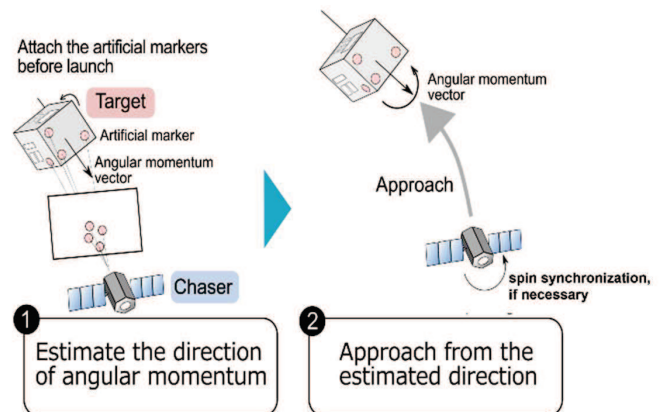 Attach the artificial markers
before launch
Target
Artificial marker
Angular momentum
vector
Chaser
1
Estimate the direction
of angular momentum
Angular momentum
vector
Approach
spin synchronization,
if necessary
2
Approach from the
estimated direction